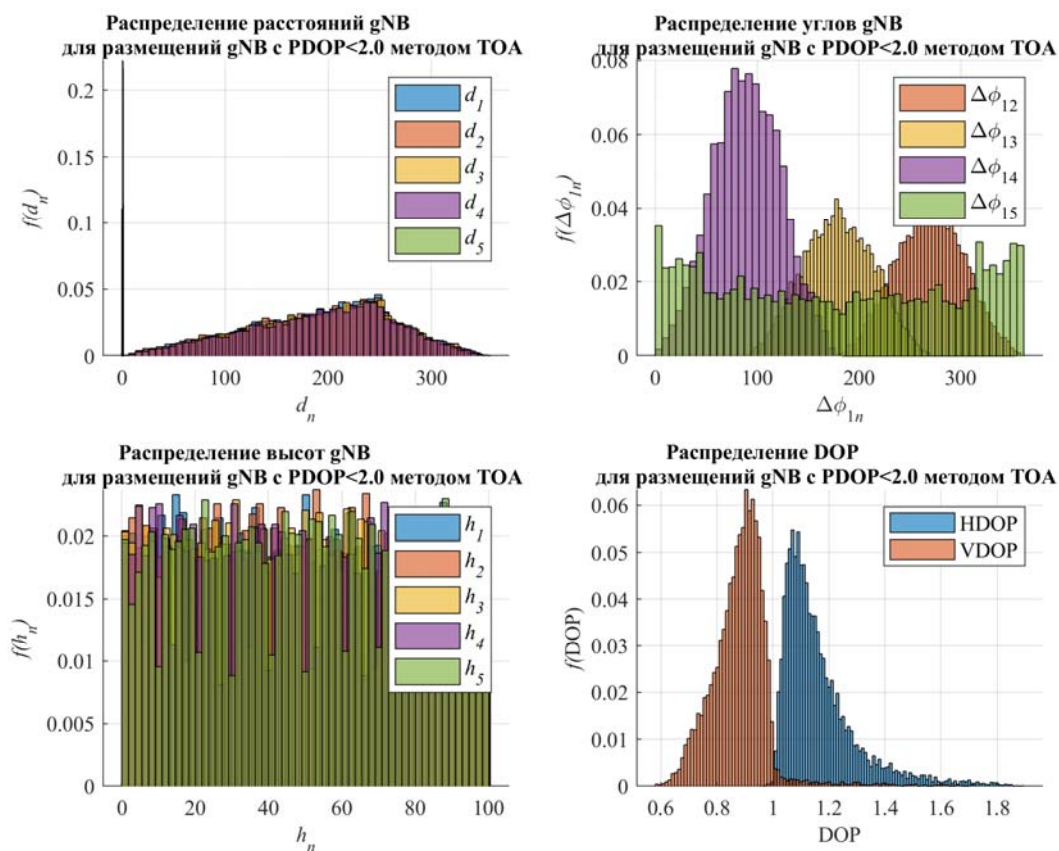 Распределение расстояний gNB
для размещений gNB с PDOP<2.0 методом TOA
0.2
0.15
0.1
0.05
0
f(d_n)
d_1
d_2
d_3
d_4
d_5
0 100 200 300
d_n
Распределение углов gNB
для размещений gNB с PDOP<2.0 методом TOA
0.08
0.06
0.04
0.02
0
f(Δϕ_1n)
Δϕ_12
Δϕ_13
Δϕ_14
Δϕ_15
0 100 200 300
Δϕ_1n
Распределение высот gNB
для размещений gNB с PDOP<2.0 методом TOA
0.02
0.015
0.01
0.005
0
f(h_n)
h_1
h_2
h_3
h_4
h_5
0 20 40 60 80 100
h_n
Распределение DOP
для размещений gNB с PDOP<2.0 методом TOA
0.06
0.05
0.04
0.03
0.02
0.01
0
f(DOP)
HDOP
VDOP
0.6 0.8 1 1.2 1.4 1.6 1.8
DOP